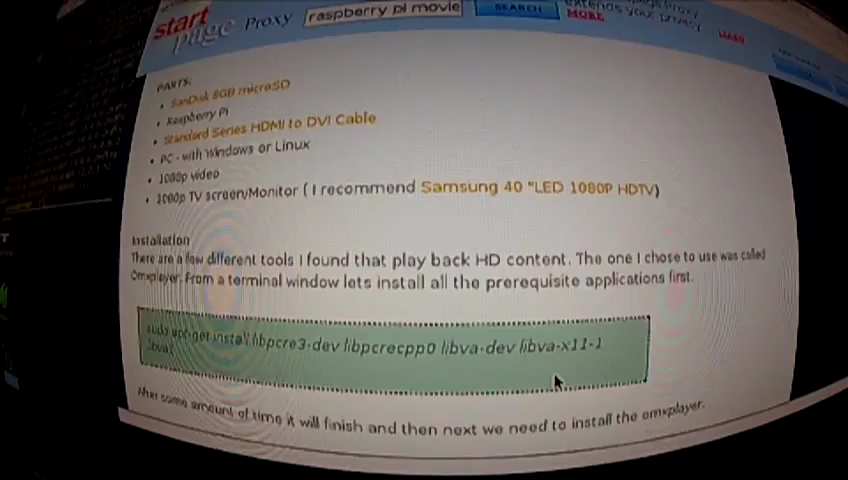 start
page Proxy raspberry pi movie SEARCH extends your privacy
MORE
PARTS:
SanDisk 8GB microSD
Raspberry Pi
Standard Series HDMI to DVI Cable
PC - with Windows or Linux
1080p video
1080p TV screen/Monitor ( I recommend Samsung 40 "LED 1080P HDTV)
Installation
There are a few different tools I found that play back HD content. The one I chose to use was called
Omxplayer. From a terminal window lets install all the prerequisite applications first.
sudo apt-get install libpcre3-dev libpcrecpp0 libva-dev libva-x11-1
libva1
After some amount of time it will finish and then next we need to install the omxplayer.